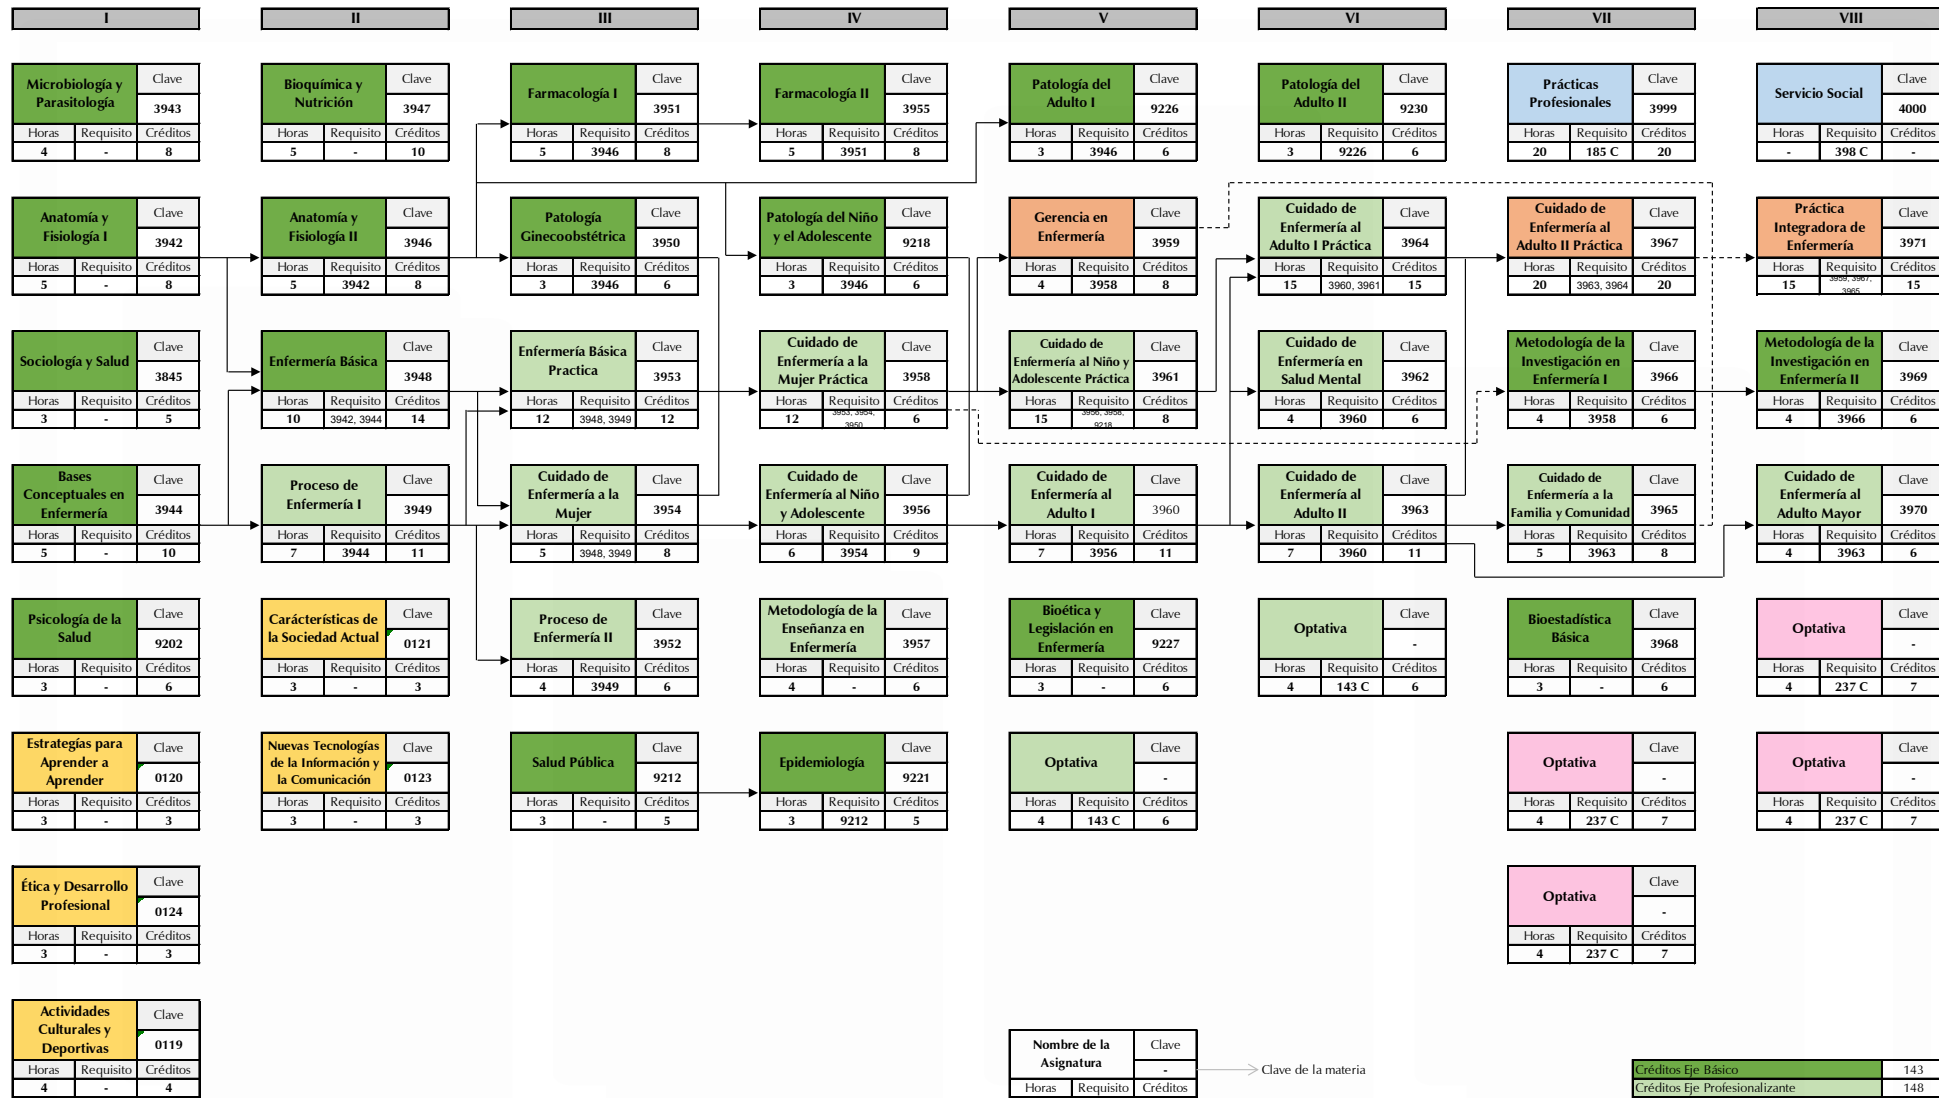 I II III IV V VI VII VIII
Microbiología y
Parasitología
Clave
3943
Horas Requisito Créditos
4 - 8
Bioquímica y
Nutrición
Clave
3947
Horas Requisito Créditos
5 - 10
Farmacología I
Clave
3951
Horas Requisito Créditos
5 3946 8
Farmacología II
Clave
3955
Horas Requisito Créditos
5 3951 8
Patología del
Adulto I
Clave
9226
Horas Requisito Créditos
3 3946 6
Patología del
Adulto II
Clave
9230
Horas Requisito Créditos
3 9226 6
Prácticas
Profesionales
Clave
3999
Horas Requisito Créditos
20 185 C 20
Servicio Social
Clave
4000
Horas Requisito Créditos
- 398 C -
Anatomía y
Fisiología I
Clave
3942
Horas Requisito Créditos
5 - 8
Anatomía y
Fisiología II
Clave
3946
Horas Requisito Créditos
5 3942 8
Patología
Ginecoobstétrica
Clave
3950
Horas Requisito Créditos
3 3946 6
Patología del Niño
y el Adolescente
Clave
9218
Horas Requisito Créditos
3 3946 6
Gerencia en
Enfermería
Clave
3959
Horas Requisito Créditos
4 3958 8
Cuidado de
Enfermería al
Adulto I Práctica
Clave
3964
Horas Requisito Créditos
15 3960, 3961 15
Cuidado de
Enfermería al
Adulto II Práctica
Clave
3967
Horas Requisito Créditos
20 3963, 3964 20
Práctica
Integradora de
Enfermería
Clave
3971
Horas Requisito Créditos
15 3959, 3967, 15
3965
Sociología y Salud
Clave
3845
Horas Requisito Créditos
3 - 5
Enfermería Básica
Clave
3948
Horas Requisito Créditos
10 3942, 3944 14
Enfermería Básica
Practica
Clave
3953
Horas Requisito Créditos
12 3948, 3949 12
Cuidado de
Enfermería a la
Mujer Práctica
Clave
3958
Horas Requisito Créditos
12 3953, 3954, 6
3950
Cuidado de
Enfermería al Niño y
Adolescente Práctica
Clave
3961
Horas Requisito Créditos
15 3956, 3958, 8
9218
Cuidado de
Enfermería en
Salud Mental
Clave
3962
Horas Requisito Créditos
4 3960 6
Metodología de la
Investigación en
Enfermería I
Clave
3966
Horas Requisito Créditos
4 3958 6
Metodología de la
Investigación en
Enfermería II
Clave
3969
Horas Requisito Créditos
4 3966 6
Bases
Conceptuales en
Enfermería
Clave
3944
Horas Requisito Créditos
5 - 10
Proceso de
Enfermería I
Clave
3949
Horas Requisito Créditos
7 3944 11
Cuidado de
Enfermería a la
Mujer
Clave
3954
Horas Requisito Créditos
5 3948, 3949 8
Cuidado de
Enfermería al Niño
y Adolescente
Clave
3956
Horas Requisito Créditos
6 3954 9
Cuidado de
Enfermería al
Adulto I
Clave
3960
Horas Requisito Créditos
7 3956 11
Cuidado de
Enfermería al
Adulto II
Clave
3963
Horas Requisito Créditos
7 3960 11
Cuidado de
Enfermería a la
Familia y Comunidad
Clave
3965
Horas Requisito Créditos
5 3963 8
Cuidado de
Enfermería al
Adulto Mayor
Clave
3970
Horas Requisito Créditos
4 3963 6
Psicología de la
Salud
Clave
9202
Horas Requisito Créditos
3 - 6
Carácterísticas de
la Sociedad Actual
Clave
0121
Horas Requisito Créditos
3 - 3
Proceso de
Enfermería II
Clave
3952
Horas Requisito Créditos
4 3949 6
Metodología de la
Enseñanza en
Enfermería
Clave
3957
Horas Requisito Créditos
4 - 6
Bioética y
Legislación en
Enfermería
Clave
9227
Horas Requisito Créditos
3 - 6
Optativa
Clave
-
Horas Requisito Créditos
4 143 C 6
Bioestadística
Básica
Clave
3968
Horas Requisito Créditos
3 - 6
Optativa
Clave
-
Horas Requisito Créditos
4 237 C 7
Estrategías para
Aprender a
Aprender
Clave
0120
Horas Requisito Créditos
3 - 3
Nuevas Tecnologías
de la Información y
la Comunicación
Clave
0123
Horas Requisito Créditos
3 - 3
Salud Pública
Clave
9212
Horas Requisito Créditos
3 - 5
Epidemiología
Clave
9221
Horas Requisito Créditos
3 9212 5
Optativa
Clave
-
Horas Requisito Créditos
4 143 C 6
Optativa
Clave
-
Horas Requisito Créditos
4 237 C 7
Optativa
Clave
-
Horas Requisito Créditos
4 237 C 7
Ética y Desarrollo
Profesional
Clave
0124
Horas Requisito Créditos
3 - 3
Optativa
Clave
-
Horas Requisito Créditos
4 237 C 7
Actividades
Culturales y
Deportivas
Clave
0119
Horas Requisito Créditos
4 - 4
Nombre de la
Asignatura
Clave
-
Horas Requisito Créditos
Clave de la materia
Créditos Eje Básico 143
Créditos Eje Profesionalizante 148